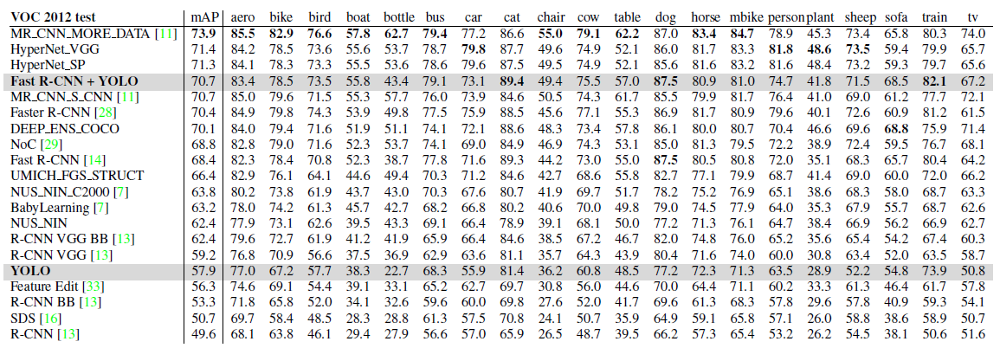 VOC 2012 test mAP aero bike bird boat bottle bus car cat chair cow table dog horse mbike person plant sheep sofa train tv
MR_CNN_MORE_DATA [11] 73.9 85.5 82.9 76.6 57.8 62.7 79.4 77.2 86.6 55.0 79.1 62.2 87.0 83.4 84.7 78.9 45.3 73.4 65.8 80.3 74.0
HyperNet_VGG 71.4 84.2 78.5 73.6 55.6 53.7 78.7 79.8 87.7 49.6 74.9 52.1 86.0 81.7 83.3 81.8 48.6 73.5 59.4 79.9 65.7
HyperNet_SP 71.3 84.1 78.3 73.3 55.5 53.6 78.6 79.6 87.5 49.5 74.9 52.1 85.6 81.6 83.2 81.6 48.4 73.2 59.3 79.7 65.6
Fast R-CNN + YOLO 70.7 83.4 78.5 73.5 55.8 43.4 79.1 73.1 89.4 49.4 75.5 57.0 87.5 80.9 81.0 74.7 41.8 71.5 68.5 82.1 67.2
MR_CNN_S_CNN [11] 70.7 85.0 79.6 71.5 55.3 57.7 76.0 73.9 84.6 50.5 74.3 61.7 85.5 79.9 81.7 76.4 41.0 69.0 61.2 77.7 72.1
Faster R-CNN [28] 70.4 84.9 79.8 74.3 53.9 49.8 77.5 75.9 88.5 45.6 77.1 55.3 86.9 81.7 80.9 79.6 40.1 72.6 60.9 81.2 61.5
DEEP_ENS_COCO 70.1 84.0 79.4 71.6 51.9 51.1 74.1 72.1 88.6 48.3 73.4 57.8 86.1 80.0 80.7 70.4 46.6 69.6 68.8 75.9 71.4
NoC [29] 68.8 82.8 79.0 71.6 52.3 53.7 74.1 69.0 84.9 46.9 74.3 53.1 85.0 81.3 79.5 72.2 38.9 72.4 59.5 76.7 68.1
Fast R-CNN [14] 68.4 82.3 78.4 70.8 52.3 38.7 77.8 71.6 89.3 44.2 73.0 55.0 87.5 80.5 80.8 72.0 35.1 68.3 65.7 80.4 64.2
UMICH_FGS_STRUCT 66.4 82.9 76.1 64.1 44.6 49.4 70.3 71.2 84.6 42.7 68.6 55.8 82.7 77.1 79.9 68.7 41.4 69.0 60.0 72.0 66.2
NUS_NIN_C2000 [7] 63.8 80.2 73.8 61.9 43.7 43.0 70.3 67.6 80.7 41.9 69.7 51.7 78.2 75.2 76.9 65.1 38.6 68.3 58.0 68.7 63.3
BabyLearning [7] 63.2 78.0 74.2 61.3 45.7 42.7 68.2 66.8 80.2 40.6 70.0 49.8 79.0 74.5 77.9 64.0 35.3 67.9 55.7 68.7 62.6
NUS_NIN 62.4 77.9 73.1 62.6 39.5 43.3 69.1 66.4 78.9 39.1 68.1 50.0 77.2 71.3 76.1 64.7 38.4 66.9 56.2 66.9 62.7
R-CNN VGG BB [13] 62.4 79.6 72.7 61.9 41.2 41.9 65.9 66.4 84.6 38.5 67.2 46.7 82.0 74.8 76.0 65.2 35.6 65.4 54.2 67.4 60.3
R-CNN VGG [13] 59.2 76.8 70.9 56.6 37.5 36.9 62.9 63.6 81.1 35.7 64.3 43.9 80.4 71.6 74.0 60.0 30.8 63.4 52.0 63.5 58.7
YOLO 57.9 77.0 67.2 57.7 38.3 22.7 68.3 55.9 81.4 36.2 60.8 48.5 77.2 72.3 71.3 63.5 28.9 52.2 54.8 73.9 50.8
Feature Edit [33] 56.3 74.6 69.1 54.4 39.1 33.1 65.2 62.7 69.7 30.8 56.0 44.6 70.0 64.4 71.1 60.2 33.3 61.3 46.4 61.7 57.8
R-CNN BB [13] 53.3 71.8 65.8 52.0 34.1 32.6 59.6 60.0 69.8 27.6 52.0 41.7 69.6 61.3 68.3 57.8 29.6 57.8 40.9 59.3 54.1
SDS [16] 50.7 69.7 58.4 48.5 28.3 28.8 61.3 57.5 70.8 24.1 50.7 35.9 64.9 59.1 65.8 57.1 26.0 58.8 38.6 58.9 50.7
R-CNN [13] 49.6 68.1 63.8 46.1 29.4 27.9 56.6 57.0 65.9 26.5 48.7 39.5 66.2 57.3 65.4 53.2 26.2 54.5 38.1 50.6 51.6